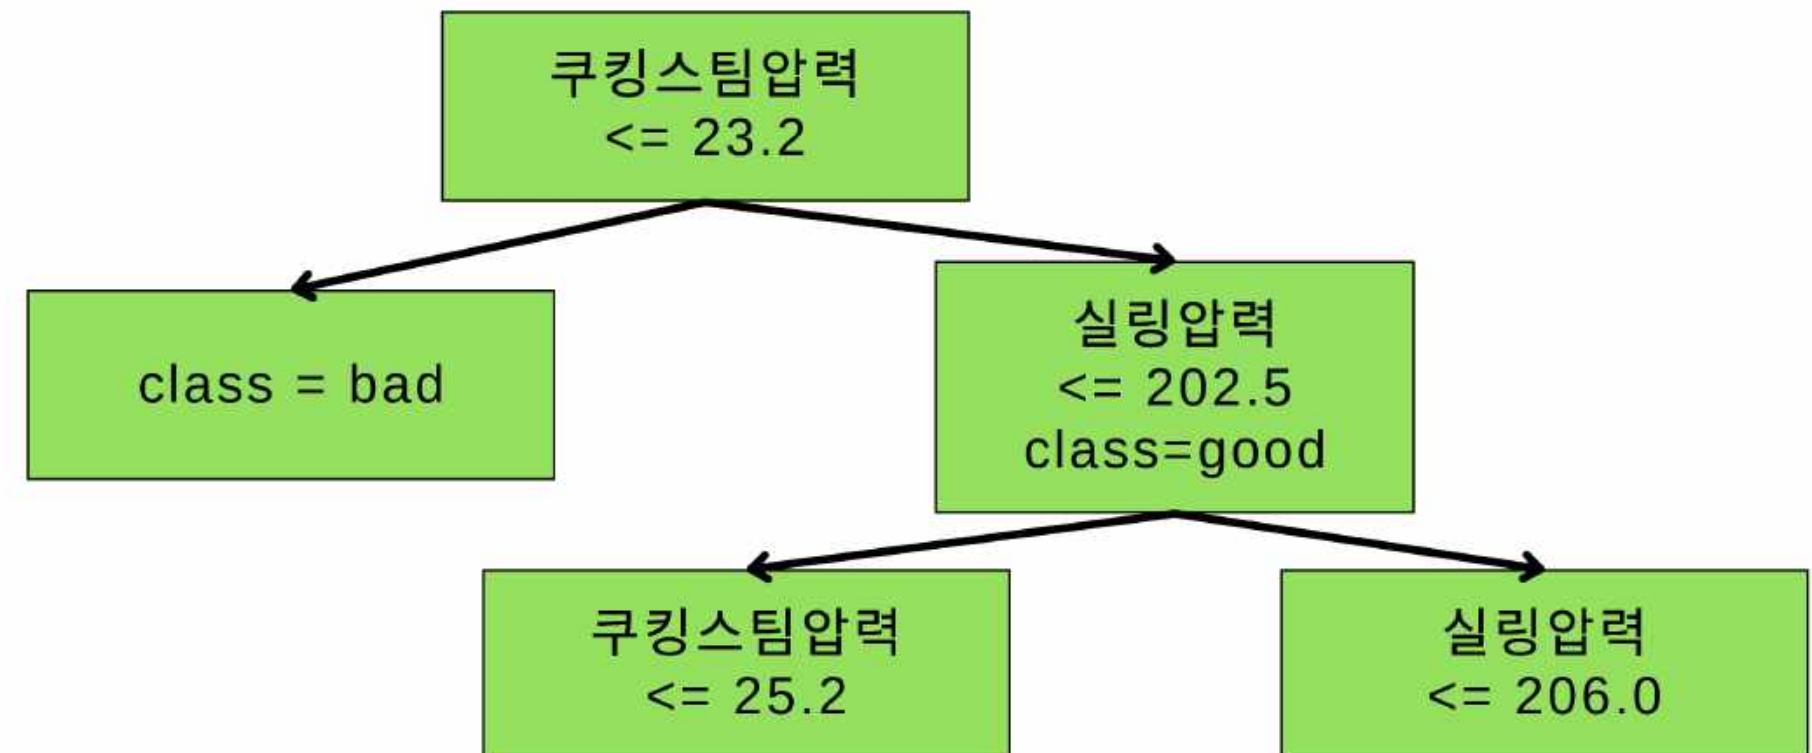 쿠킹스팀압력
<= 23.2
class = bad
실링압력
<= 202.5
class=good
쿠킹스팀압력
<= 25.2
실링압력
<= 206.0